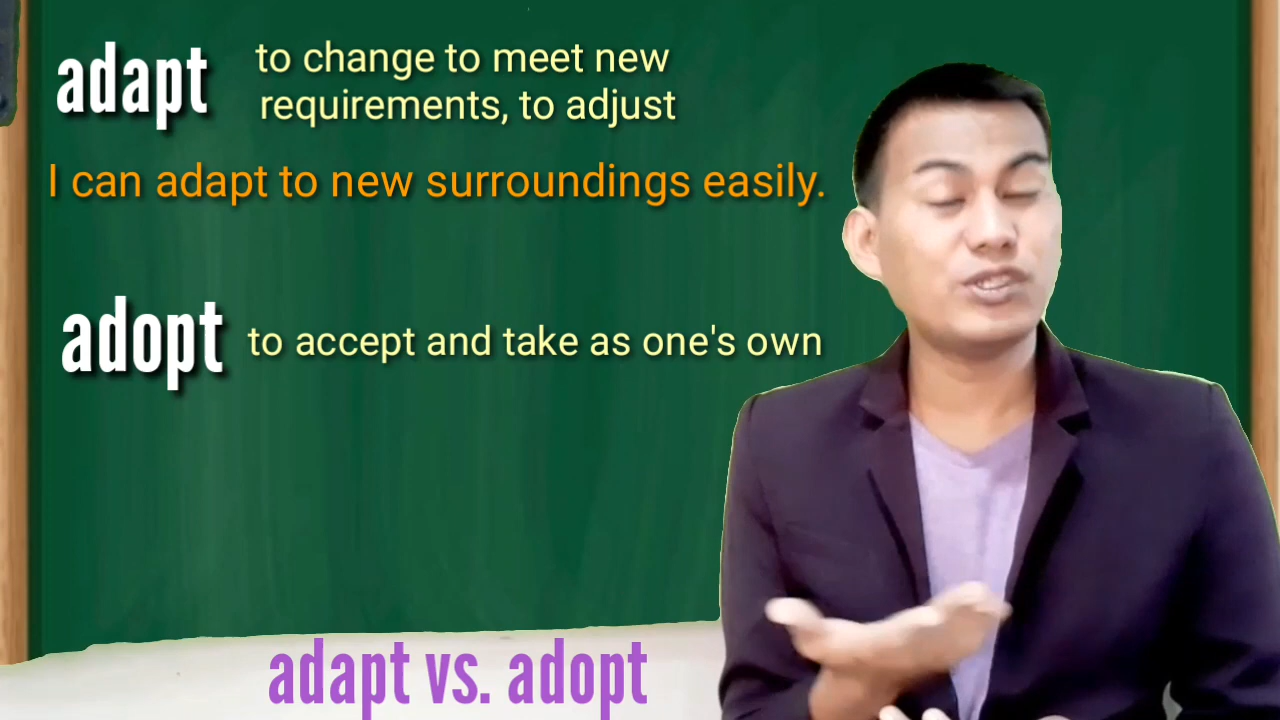 adapt
to change to meet new
requirements, to adjust
I can adapt to new surroundings easily.
adopt
to accept and take as one's own
adapt vs. adopt